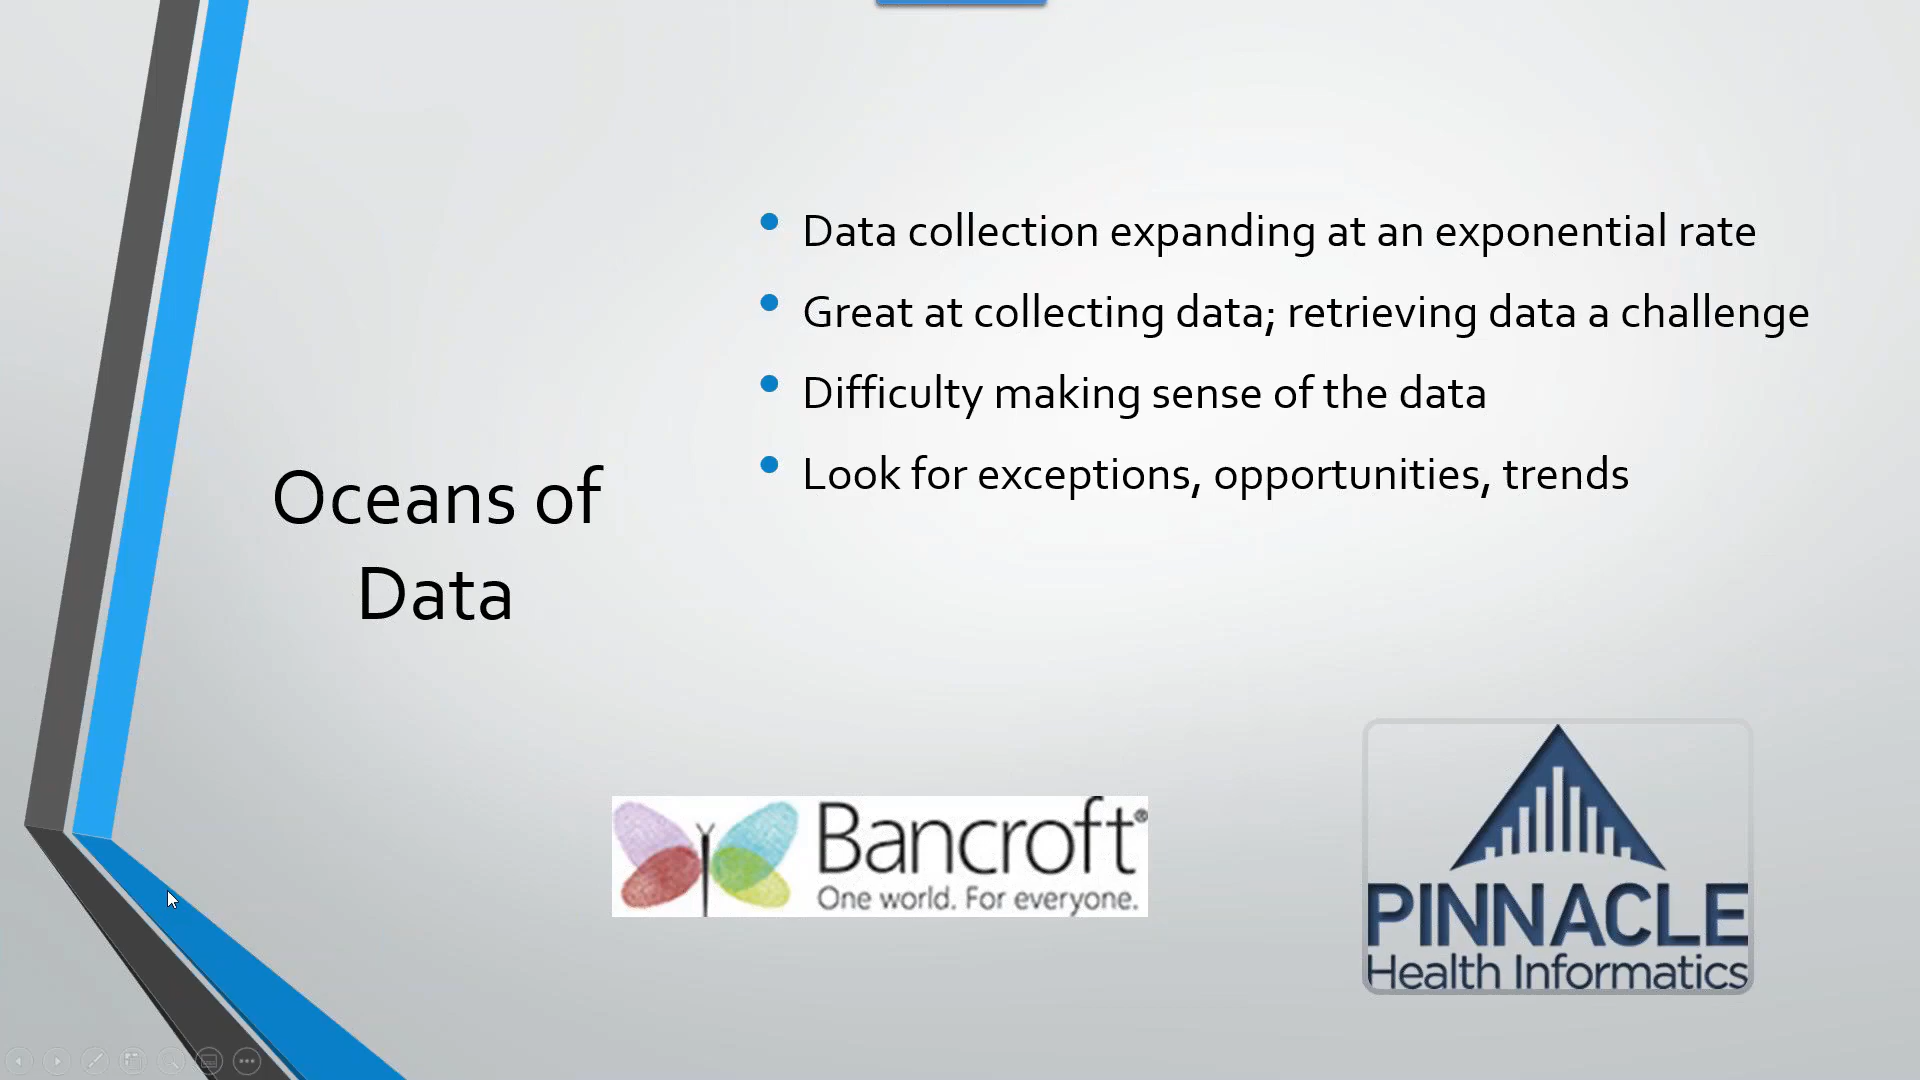 Oceans of
Data
Data collection expanding at an exponential rate
Great at collecting data; retrieving data a challenge
Difficulty making sense of the data
Look for exceptions, opportunities, trends
Bancroft®
One world. For everyone.
PINNACLE
Health Informatics